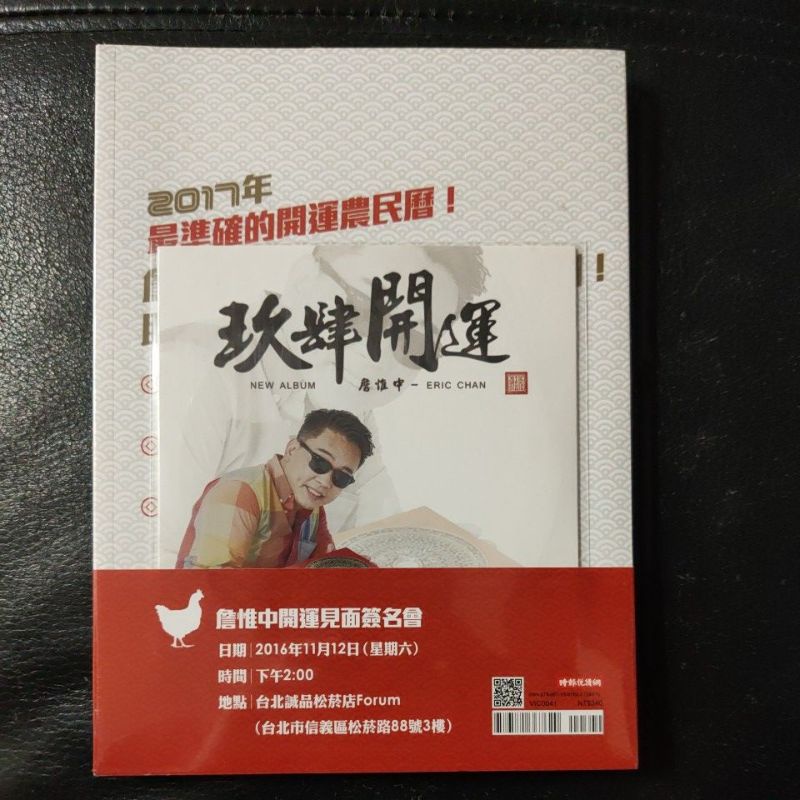 2017年
最準確的開運農民曆！
！
玖肆開運
NEW ALBUM 詹惟中－ ERIC CHAN
詹惟中開運見面簽名會
日期 2016年11月12日（星期六）
時間 下午2:00
地點 台北誠品松菸店Forum
（台北市信義區松菸路88號3樓）
時報悅讀網